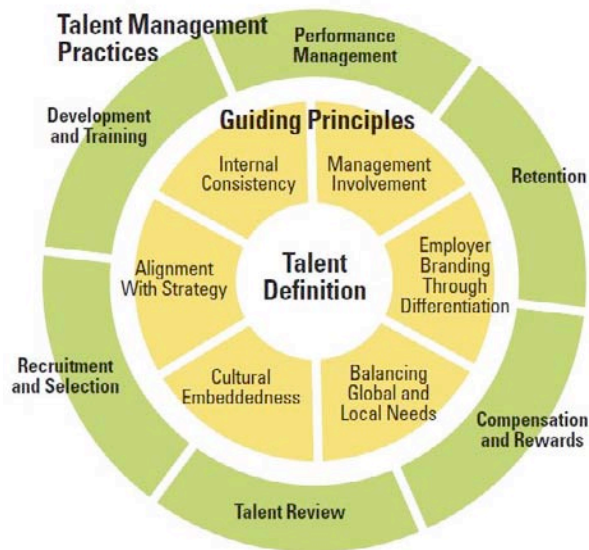 Talent Management
Practices
Performance
Management
Development
and Training
Guiding Principles
Internal
Consistency
Management
Involvement
Retention
Alignment
With Strategy
Talent
Definition
Employer
Branding
Through
Differentiation
Recruitment
and Selection
Cultural
Embeddedness
Balancing
Global and
Local Needs
Compensation
and Rewards
Talent Review